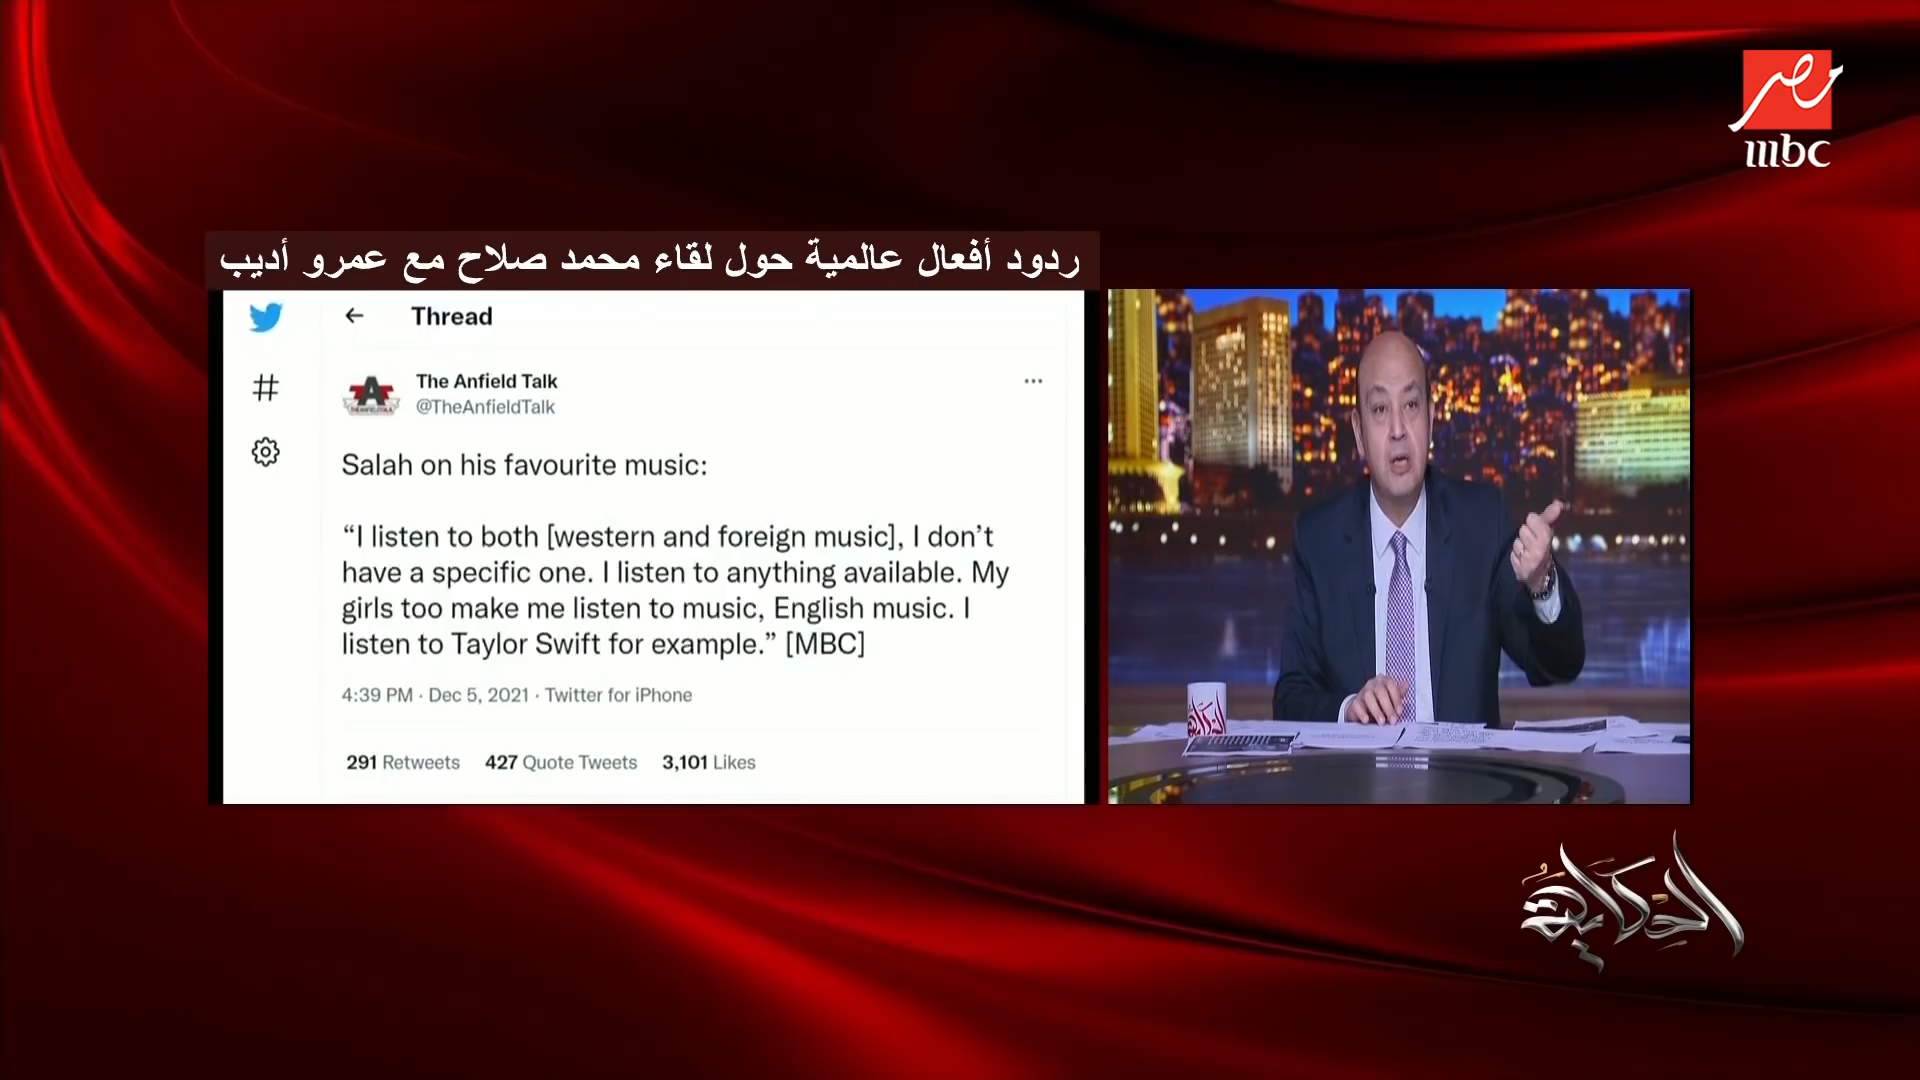 مصر
mbc
ردود أفعال عالمية حول لقاء محمد صلاح مع عمرو أديب
Thread
The Anfield Talk
@TheAnfieldTalk
Salah on his favourite music:
“I listen to both [western and foreign music], I don’t
have a specific one. I listen to anything available. My
girls too make me listen to music, English music. I
listen to Taylor Swift for example.” [MBC]
4:39 PM · Dec 5, 2021 · Twitter for iPhone
291 Retweets 427 Quote Tweets 3,101 Likes
الحكاية
الحكاية